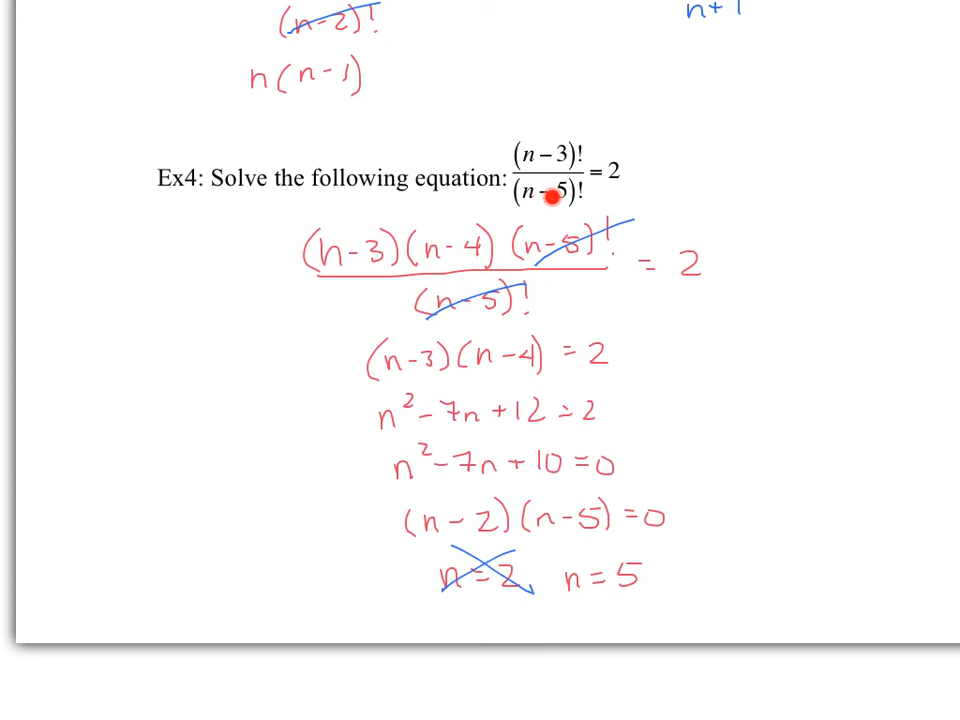 (n-2)!
n+1
n(n-1)
Ex4: Solve the following equation: (n-3)!/(n-5)! = 2
(n-3)(n-4)(n-5)!/(n-5)! = 2
(n-3)(n-4) = 2
n²-7n+12=2
n²-7n+10=0
(n-2)(n-5)=0
n=2 n=5